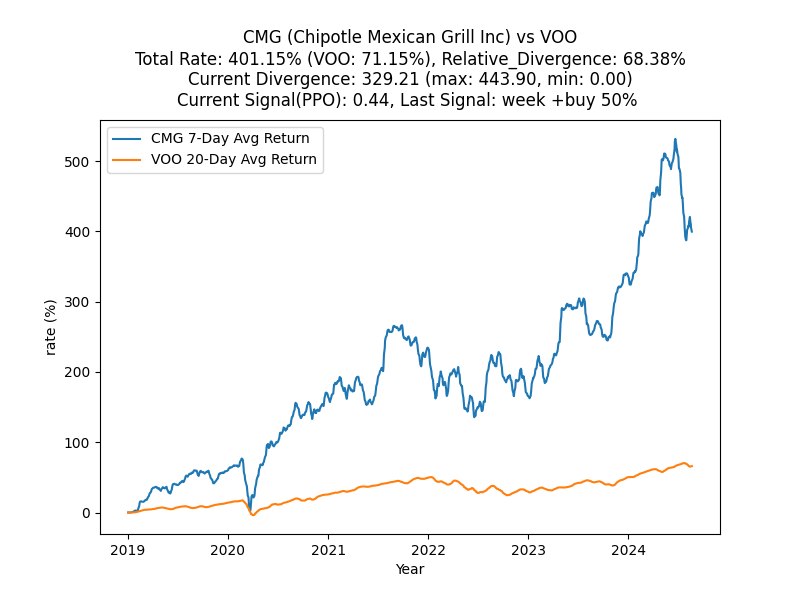 CMG (Chipotle Mexican Grill Inc) vs VOO
Total Rate: 401.15% (VOO: 71.15%), Relative_Divergence: 68.38%
Current Divergence: 329.21 (max: 443.90, min: 0.00)
Current Signal(PPO): 0.44, Last Signal: week +buy 50%
CMG 7-Day Avg Return
VOO 20-Day Avg Return
rate (%)
500
400
300
200
100
0
2019 2020 2021 2022 2023 2024
Year